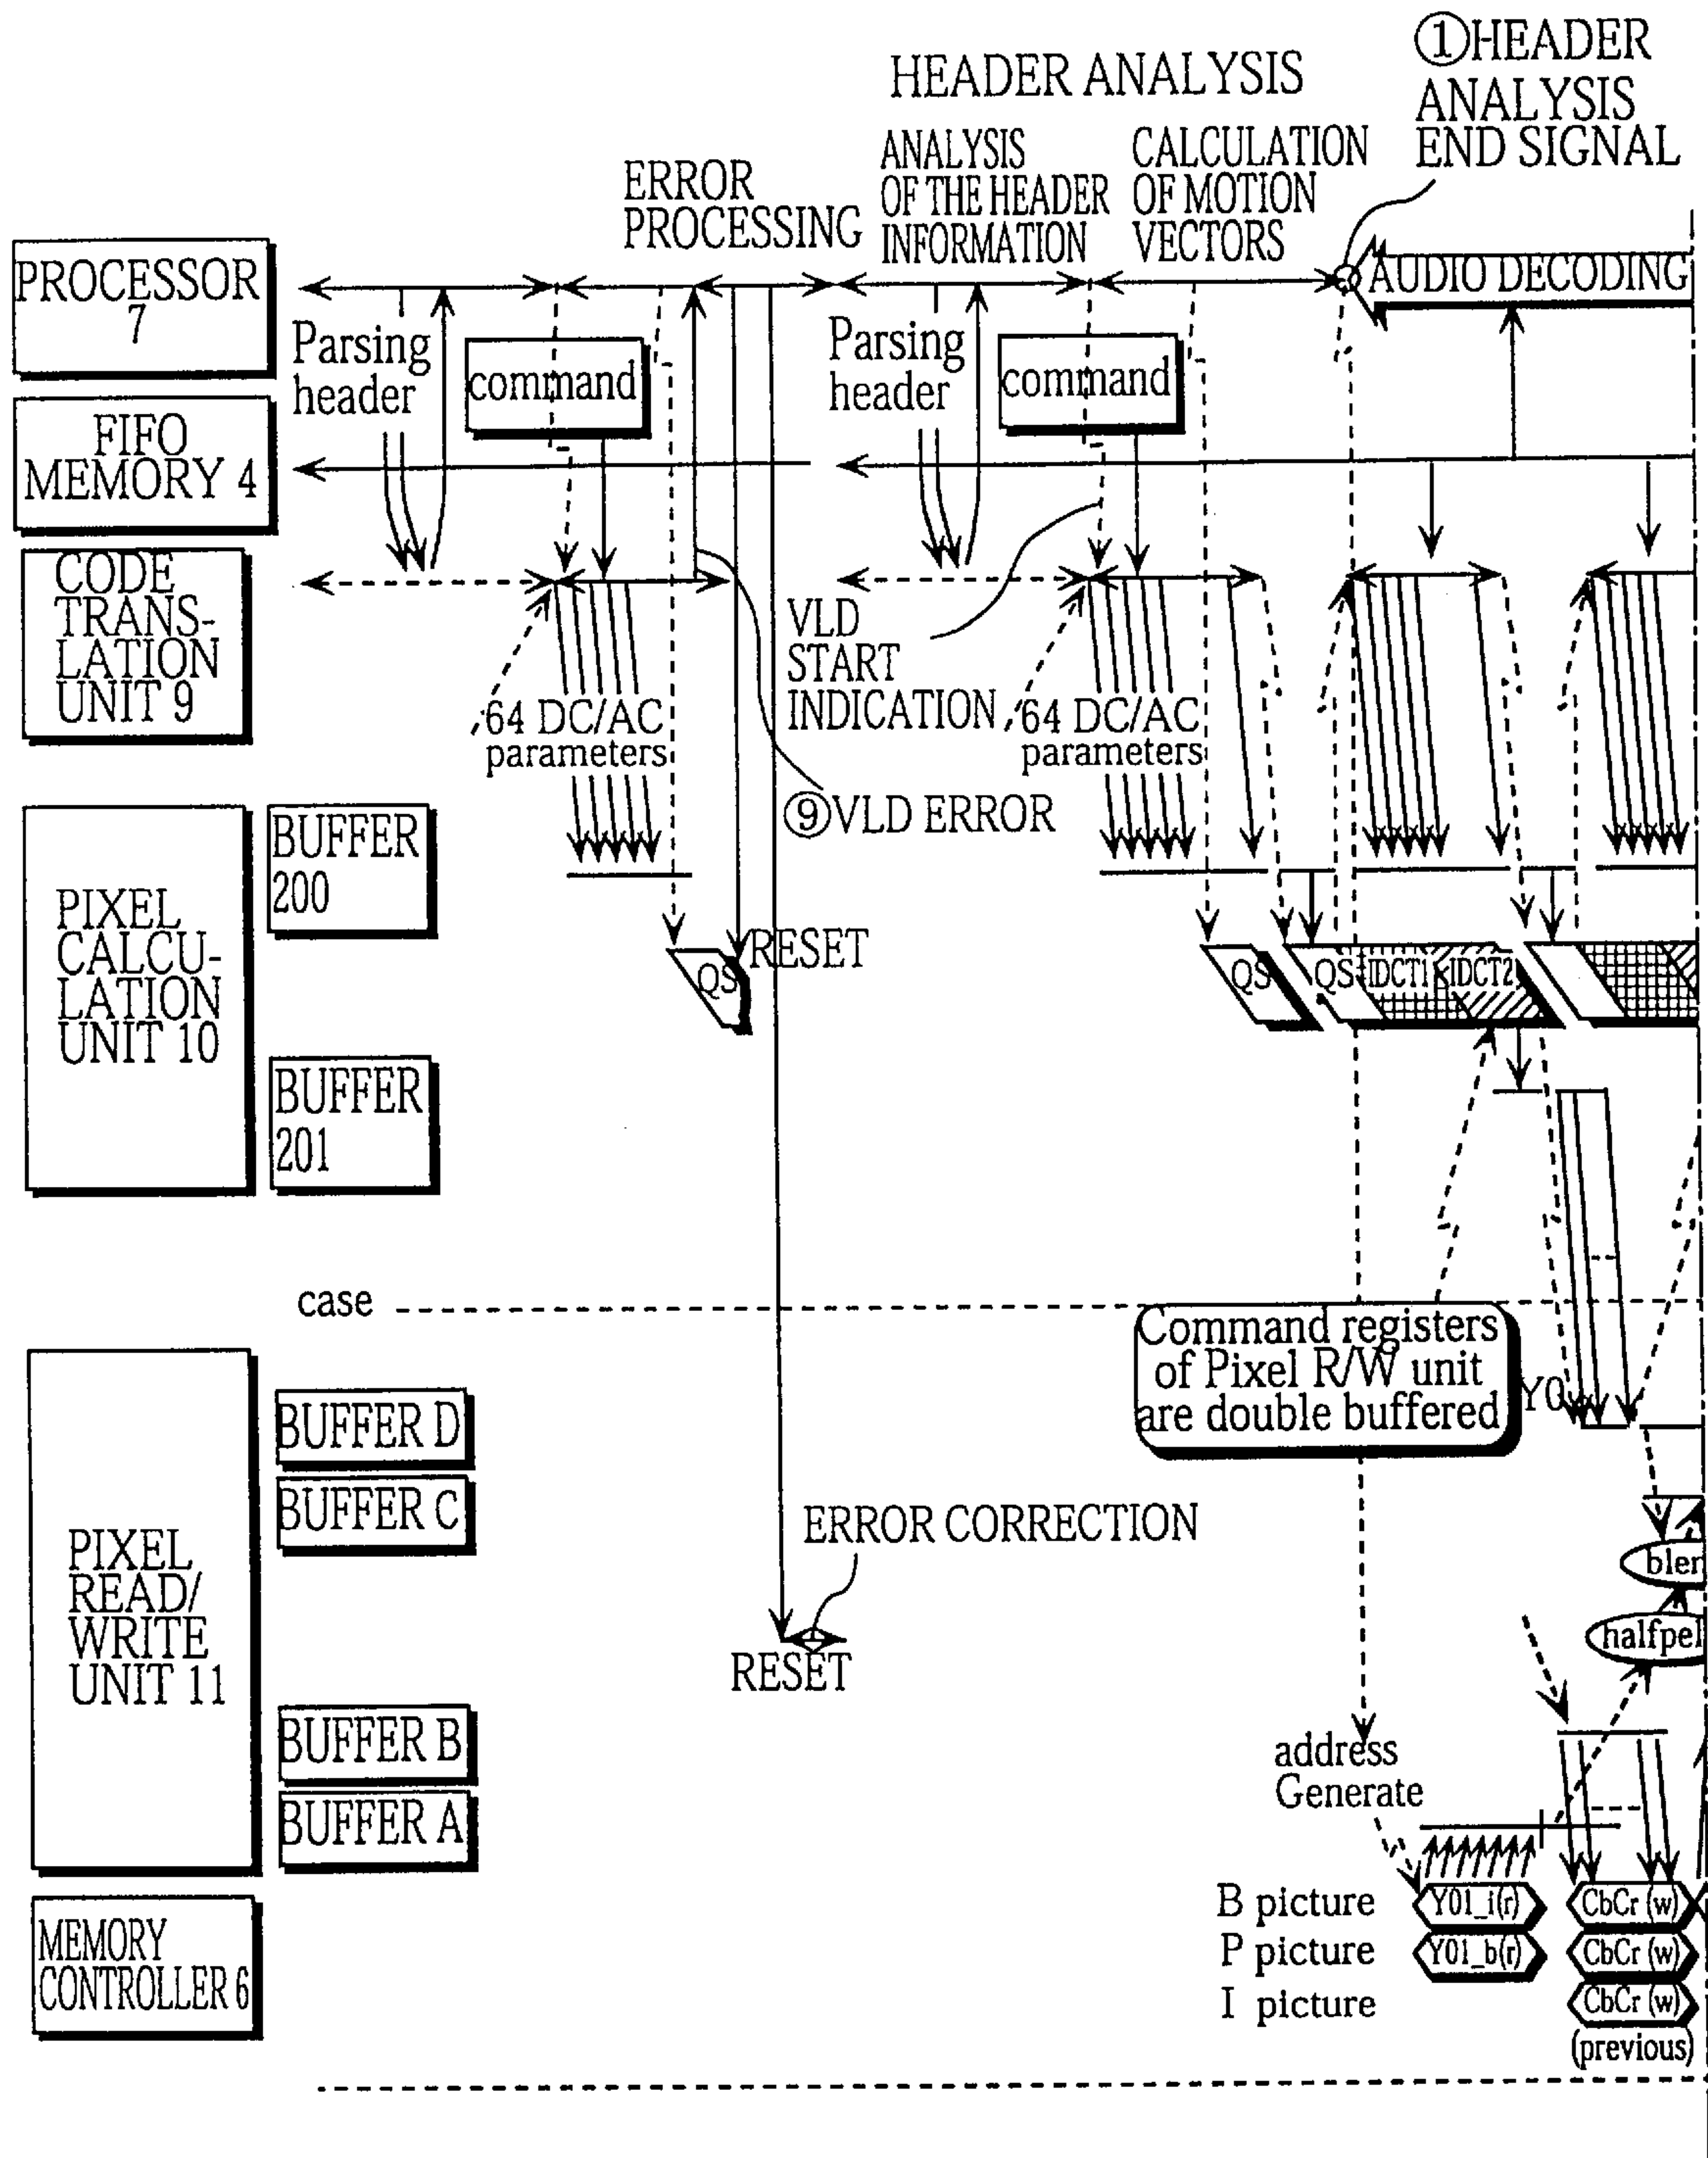 ①HEADER
ANALYSIS
END SIGNAL
HEADER ANALYSIS
ERROR
PROCESSING
ANALYSIS
OF THE HEADER
INFORMATION
CALCULATION
OF MOTION
VECTORS
PROCESSOR
7
AUDIO DECODING
Parsing
header
command
Parsing
header
command
FIFO
MEMORY 4
CODE
TRANS-
LATION
UNIT 9
VLD
START
INDICATION
64 DC/AC
parameters
64 DC/AC
parameters
⑨VLD ERROR
PIXEL
CALCU-
LATION
UNIT 10
BUFFER
200
RESET
QS
QS
QS
IDCT1
IDCT2
BUFFER
201
case
Command registers
of Pixel R/W unit
are double buffered
Y0
PIXEL
READ/
WRITE
UNIT 11
BUFFER D
BUFFER C
ERROR CORRECTION
RESET
bler
halfpel
BUFFER B
BUFFER A
address
Generate
MEMORY
CONTROLLER 6
B picture
Y01_i(r)
CbCr (w)
P picture
Y01_b(r)
CbCr (w)
I picture
CbCr (w)
(previous)